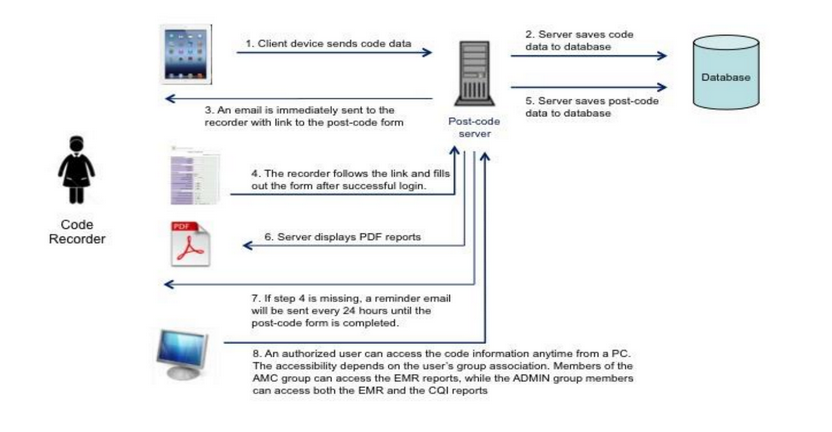 1. Client device sends code data
2. Server saves code
data to database
Database
3. An email is immediately sent to the
recorder with link to the post-code form
5. Server saves post-code
data to database
Post-code
server
4. The recorder follows the link and fills
out the form after successful login.
Code
Recorder
PDF
6. Server displays PDF reports
7. If step 4 is missing, a reminder email
will be sent every 24 hours until the
post-code form is completed.
8. An authorized user can access the code information anytime from a PC.
The accessibility depends on the user's group association. Members of the
AMC group can access the EMR reports, while the ADMIN group members
can access both the EMR and the CQI reports